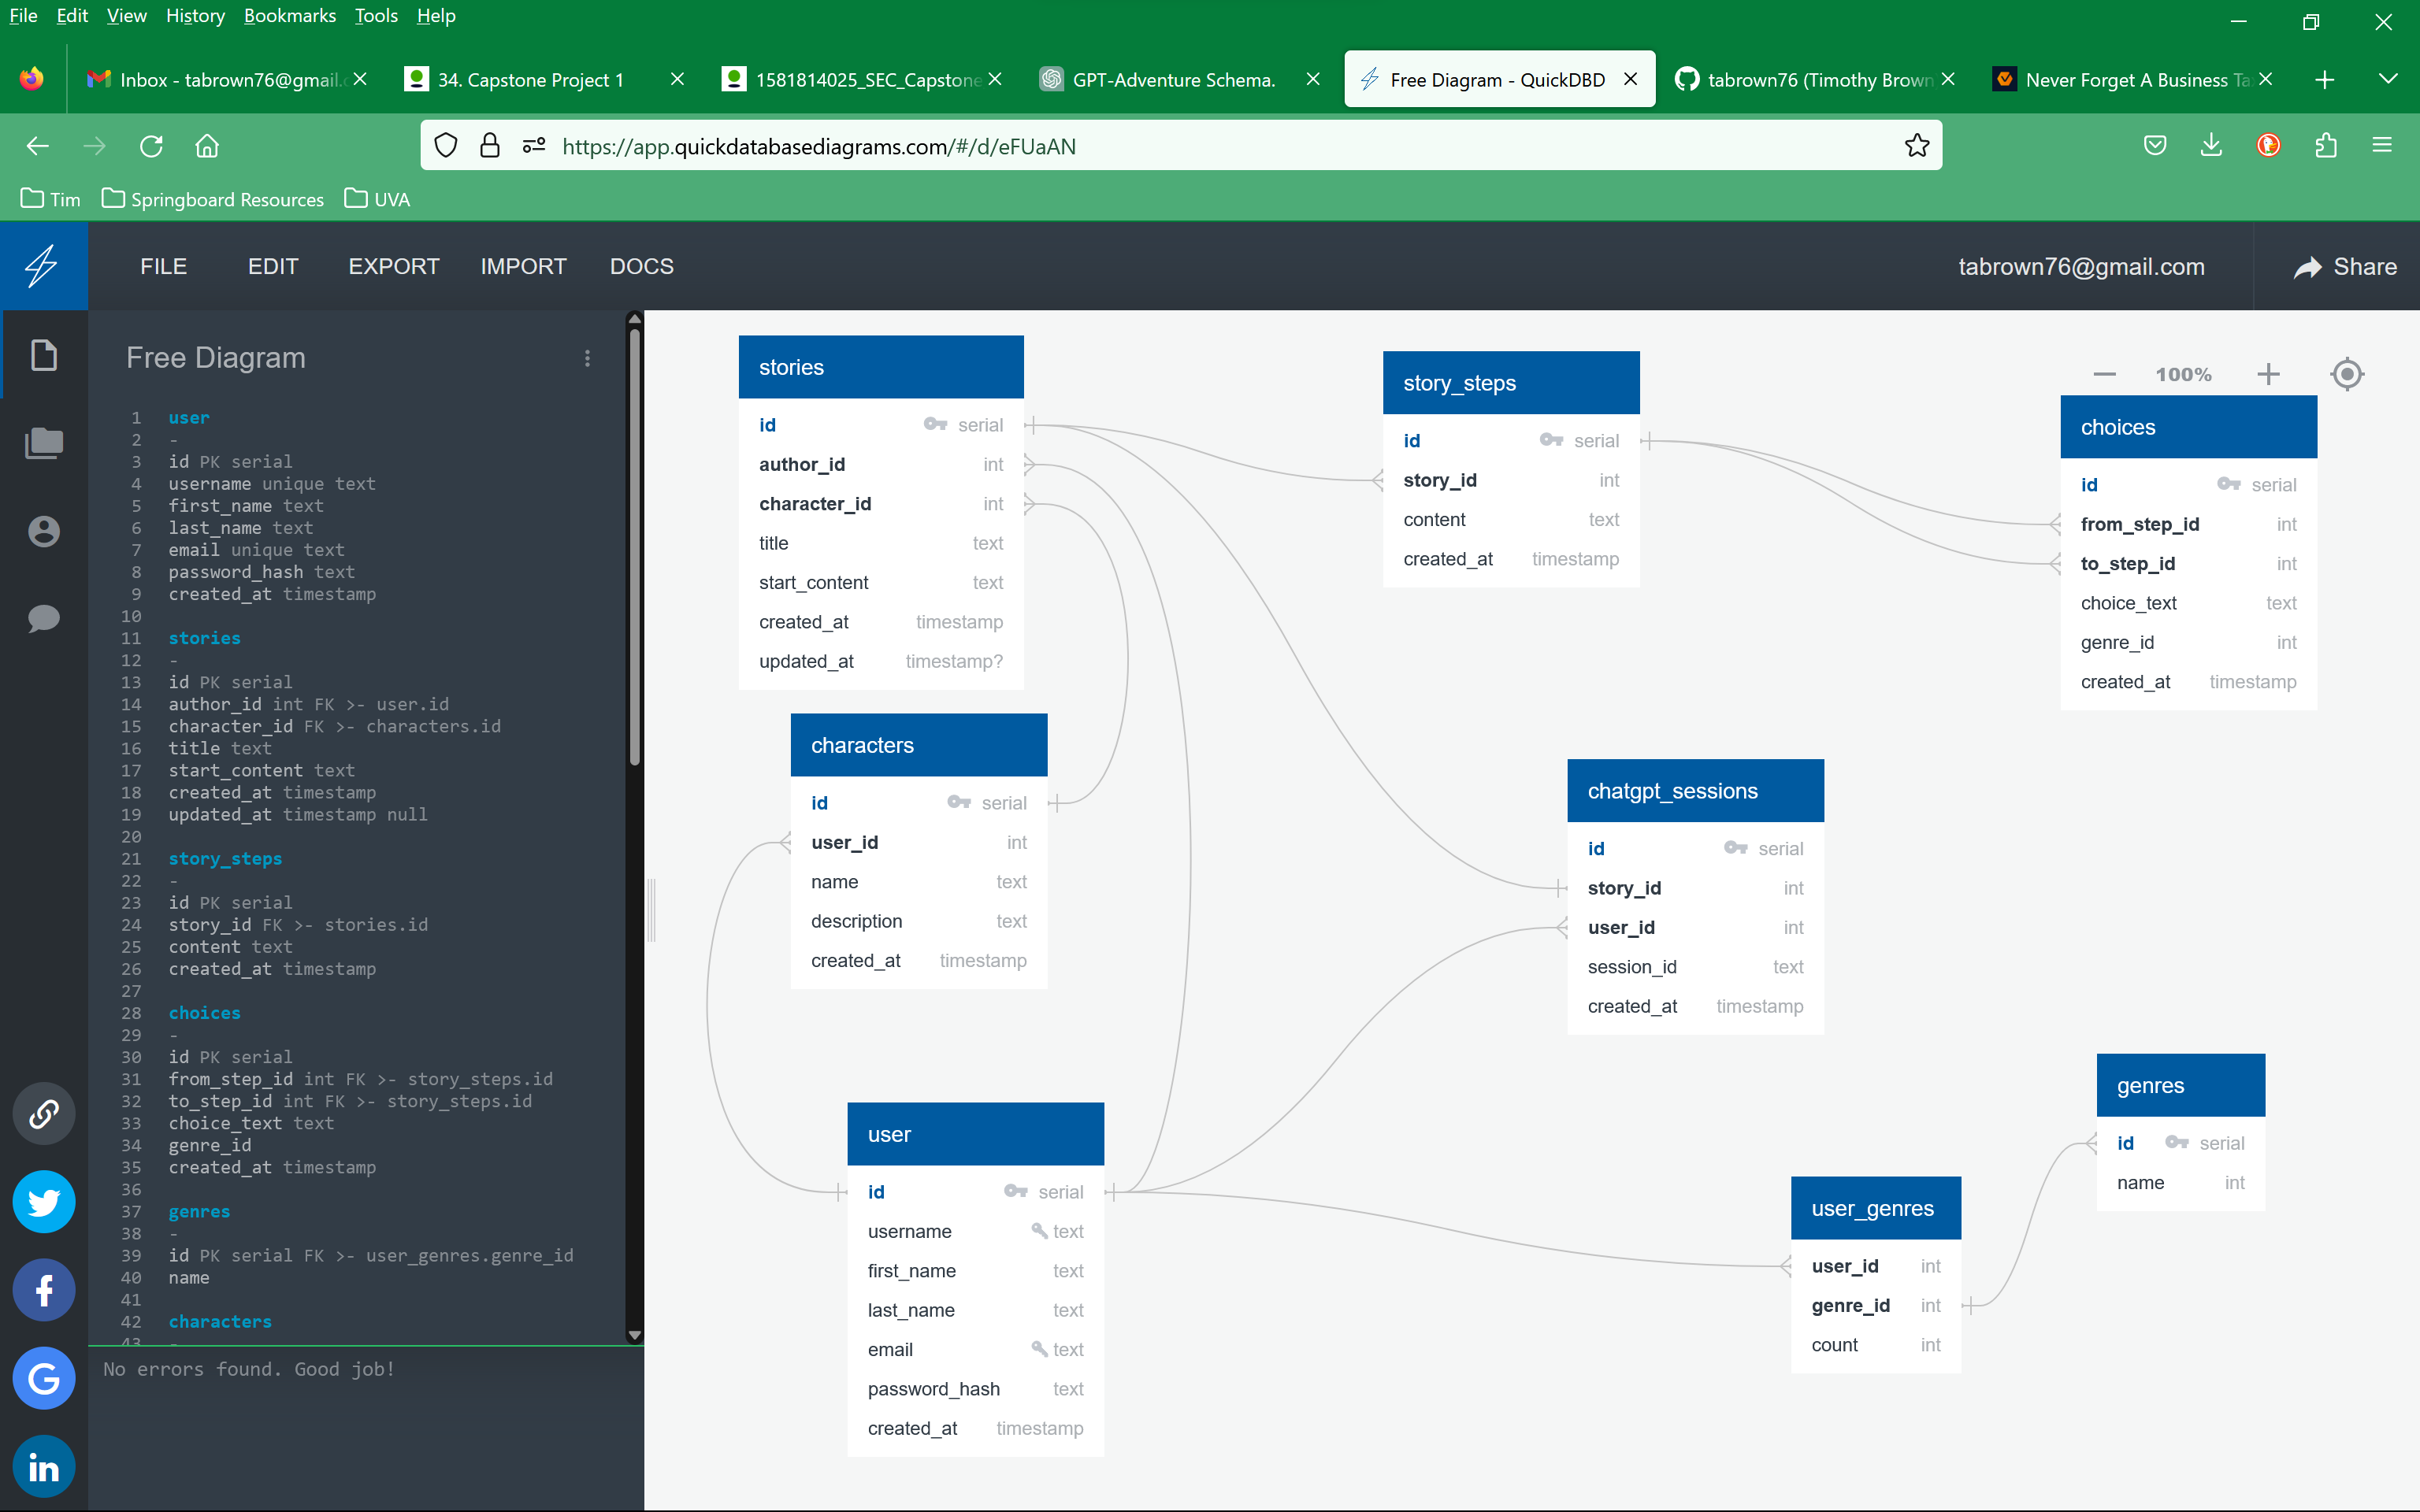 File Edit View History Bookmarks Tools Help
Inbox - tabrown76@gmail.c
34. Capstone Project 1
1581814025_SEC_Capstone
GPT-Adventure Schema.
Free Diagram - QuickDBD
tabrown76 (Timothy Brown
Never Forget A Business Ta
https://app.quickdatabasediagrams.com/#/d/eFUaAN
Tim
Springboard Resources
UVA
FILE EDIT EXPORT IMPORT DOCS
tabrown76@gmail.com
Share
Free Diagram
1 user
2 -
3 id PK serial
4 username unique text
5 first_name text
6 last_name text
7 email unique text
8 password_hash text
9 created_at timestamp
10
11 stories
12 -
13 id PK serial
14 author_id int FK >- user.id
15 character_id FK >- characters.id
16 title text
17 start_content text
18 created_at timestamp
19 updated_at timestamp null
20
21 story_steps
22 -
23 id PK serial
24 story_id FK >- stories.id
25 content text
26 created_at timestamp
27
28 choices
29 -
30 id PK serial
31 from_step_id int FK >- story_steps.id
32 to_step_id int FK >- story_steps.id
33 choice_text text
34 genre_id
35 created_at timestamp
36
37 genres
38 -
39 id PK serial FK >- user_genres.genre_id
40 name
41
42 characters
43 -
No errors found. Good job!
100%
stories
id serial
author_id int
character_id int
title text
start_content text
created_at timestamp
updated_at timestamp?
story_steps
id serial
story_id int
content text
created_at timestamp
choices
id serial
from_step_id int
to_step_id int
choice_text text
genre_id int
created_at timestamp
characters
id serial
user_id int
name text
description text
created_at timestamp
chatgpt_sessions
id serial
story_id int
user_id int
session_id text
created_at timestamp
user
id serial
username text
first_name text
last_name text
email text
password_hash text
created_at timestamp
user_genres
user_id int
genre_id int
count int
genres
id serial
name int